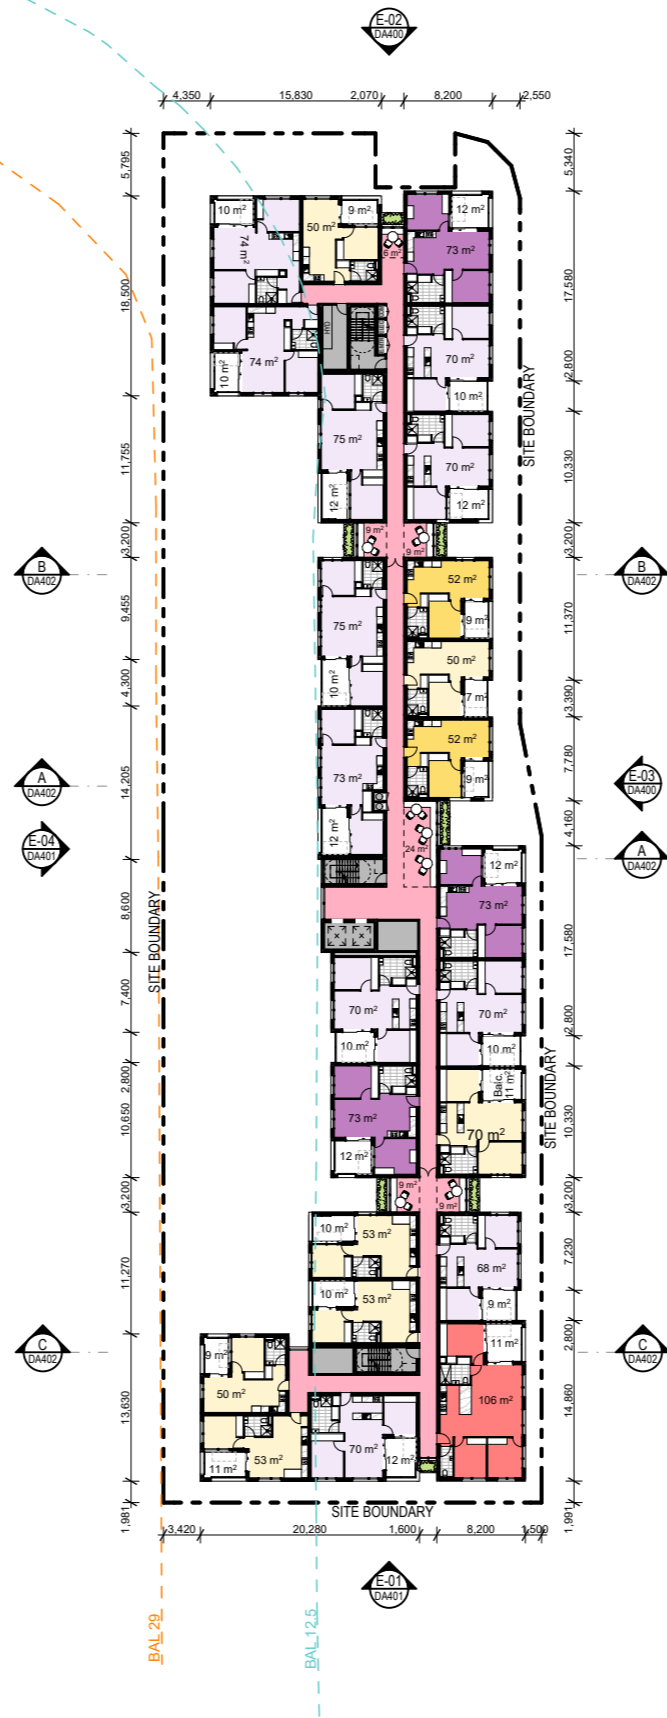 E-02
DA400
4,350
15,830
2,070
8,200
2,550
5,795
5,340
10 m²
50 m²
9 m²
12 m²
74 m²
6 m²
73 m²
18,500
17,580
HYD
74 m²
10 m²
70 m²
2,800
10 m²
SITE BOUNDARY
75 m²
70 m²
11,755
10,330
12 m²
12 m²
9 m²
9 m²
3,200
3,200
B
DA402
B
DA402
52 m²
75 m²
9 m²
9,455
11,370
50 m²
10 m²
7 m²
4,300
3,390
52 m²
73 m²
9 m²
7,780
A
DA402
E-03
DA400
14,205
12 m²
24 m²
4,160
E-04
DA401
A
DA402
12 m²
73 m²
8,600
17,580
SITE BOUNDARY
70 m²
70 m²
7,400
10 m²
10 m²
2,800
2,800
Balc.
11 m²
SITE BOUNDARY
73 m²
70 m²
10,650
10,330
12 m²
9 m²
9 m²
3,200
3,200
10 m²
53 m²
68 m²
7,230
11,270
10 m²
53 m²
9 m²
2,800
C
DA402
C
DA402
9 m²
11 m²
50 m²
106 m²
13,630
14,860
53 m²
70 m²
11 m²
12 m²
SITE BOUNDARY
1,981
1,991
3,420
20,280
1,600
8,200
1,500
E-01
DA401
BAL 29
BAL 12.5